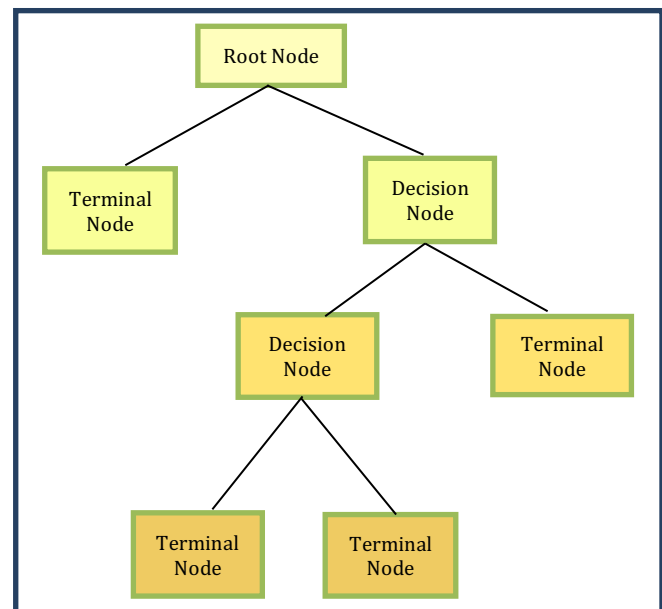 Root Node
Terminal
Node
Decision
Node
Decision
Node
Terminal
Node
Terminal
Node
Terminal
Node